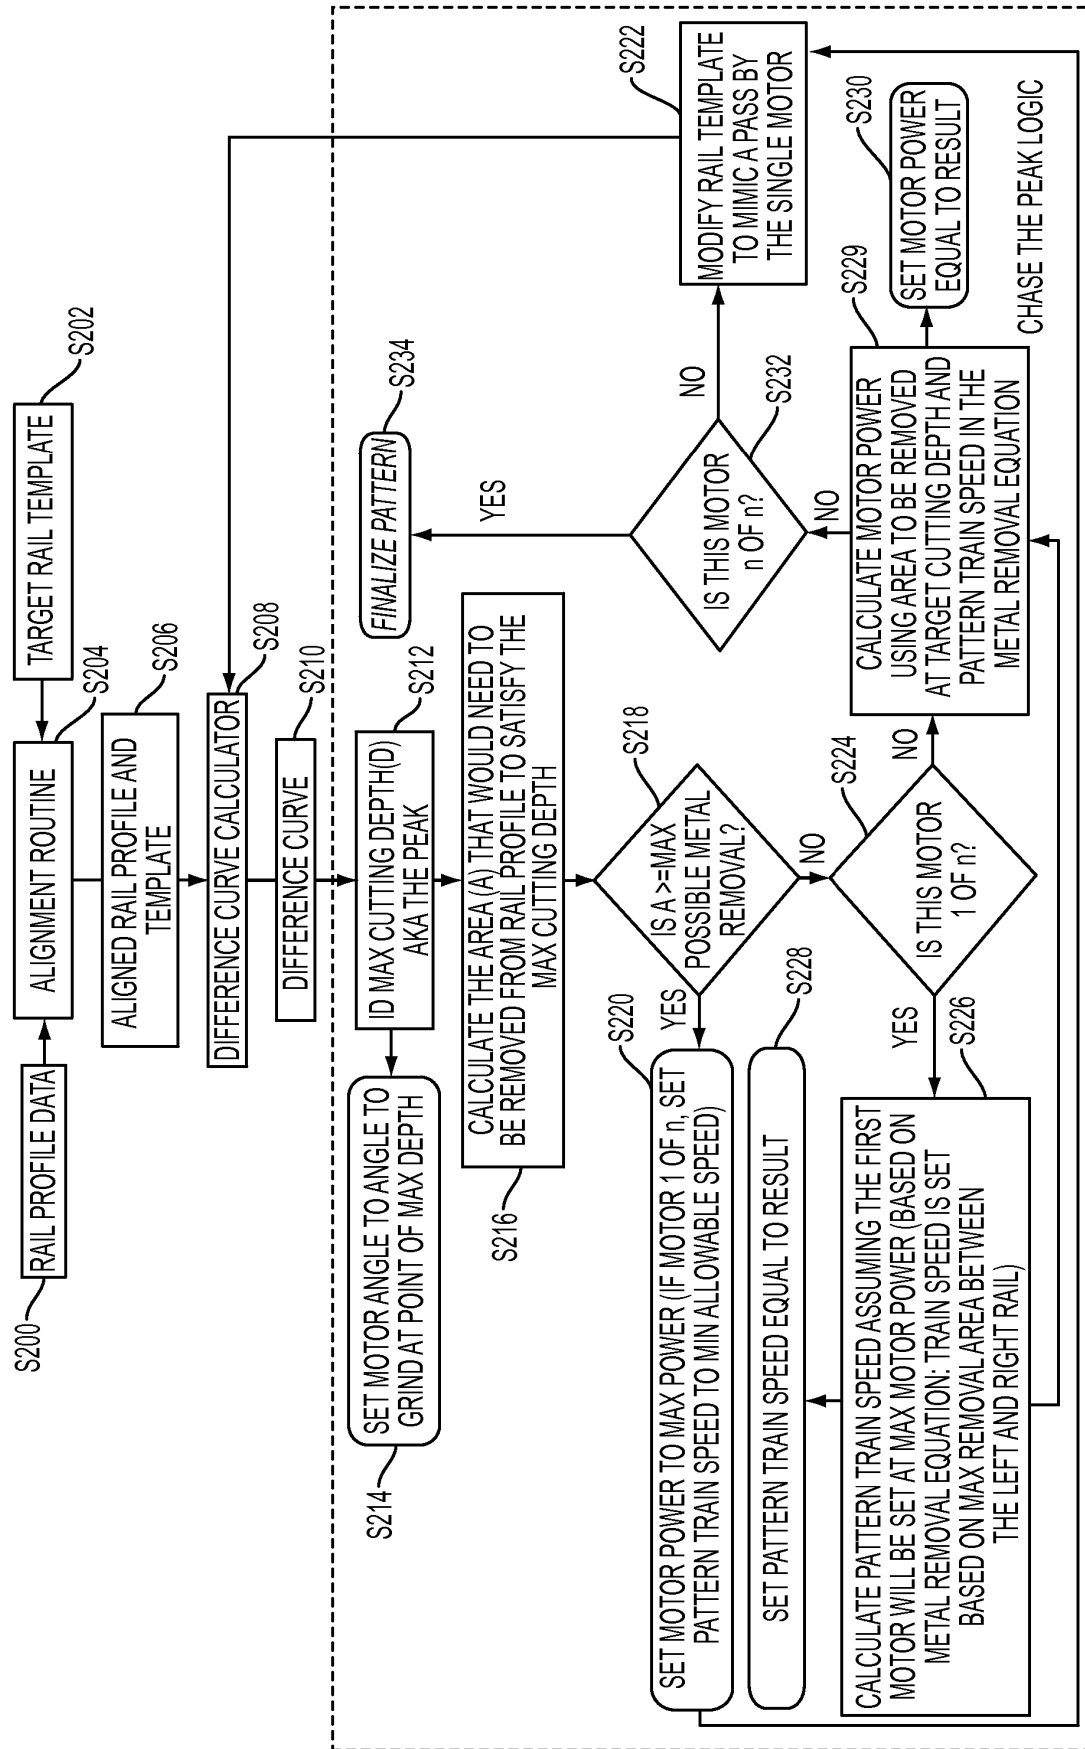 S200
RAIL PROFILE DATA
S202
TARGET RAIL TEMPLATE
S204
ALIGNMENT ROUTINE
S206
ALIGNED RAIL PROFILE AND
TEMPLATE
S208
DIFFERENCE CURVE CALCULATOR
S210
DIFFERENCE CURVE
S212
ID MAX CUTTING DEPTH(D)
AKA THE PEAK
S214
SET MOTOR ANGLE TO ANGLE TO
GRIND AT POINT OF MAX DEPTH
S216
CALCULATE THE AREA (A) THAT WOULD NEED TO
BE REMOVED FROM RAIL PROFILE TO SATISFY THE
MAX CUTTING DEPTH
S218
IS A >=MAX
POSSIBLE METAL
REMOVAL?
YES
NO
S220
SET MOTOR POWER TO MAX POWER (IF MOTOR 1 OF n, SET
PATTERN TRAIN SPEED TO MIN ALLOWABLE SPEED)
S228
SET PATTERN TRAIN SPEED EQUAL TO RESULT
S224
IS THIS MOTOR
1 OF n?
YES
NO
S226
CALCULATE PATTERN TRAIN SPEED ASSUMING THE FIRST
MOTOR WILL BE SET AT MAX MOTOR POWER (BASED ON
METAL REMOVAL EQUATION: TRAIN SPEED IS SET
BASED ON MAX REMOVAL AREA BETWEEN
THE LEFT AND RIGHT RAIL)
S229
CALCULATE MOTOR POWER
USING AREA TO BE REMOVED
AT TARGET CUTTING DEPTH AND
PATTERN TRAIN SPEED IN THE
METAL REMOVAL EQUATION
S230
SET MOTOR POWER
EQUAL TO RESULT
NO
S232
IS THIS MOTOR
n OF n?
YES
NO
S234
FINALIZE PATTERN
S222
MODIFY RAIL TEMPLATE
TO MIMIC A PASS BY
THE SINGLE MOTOR
CHASE THE PEAK LOGIC